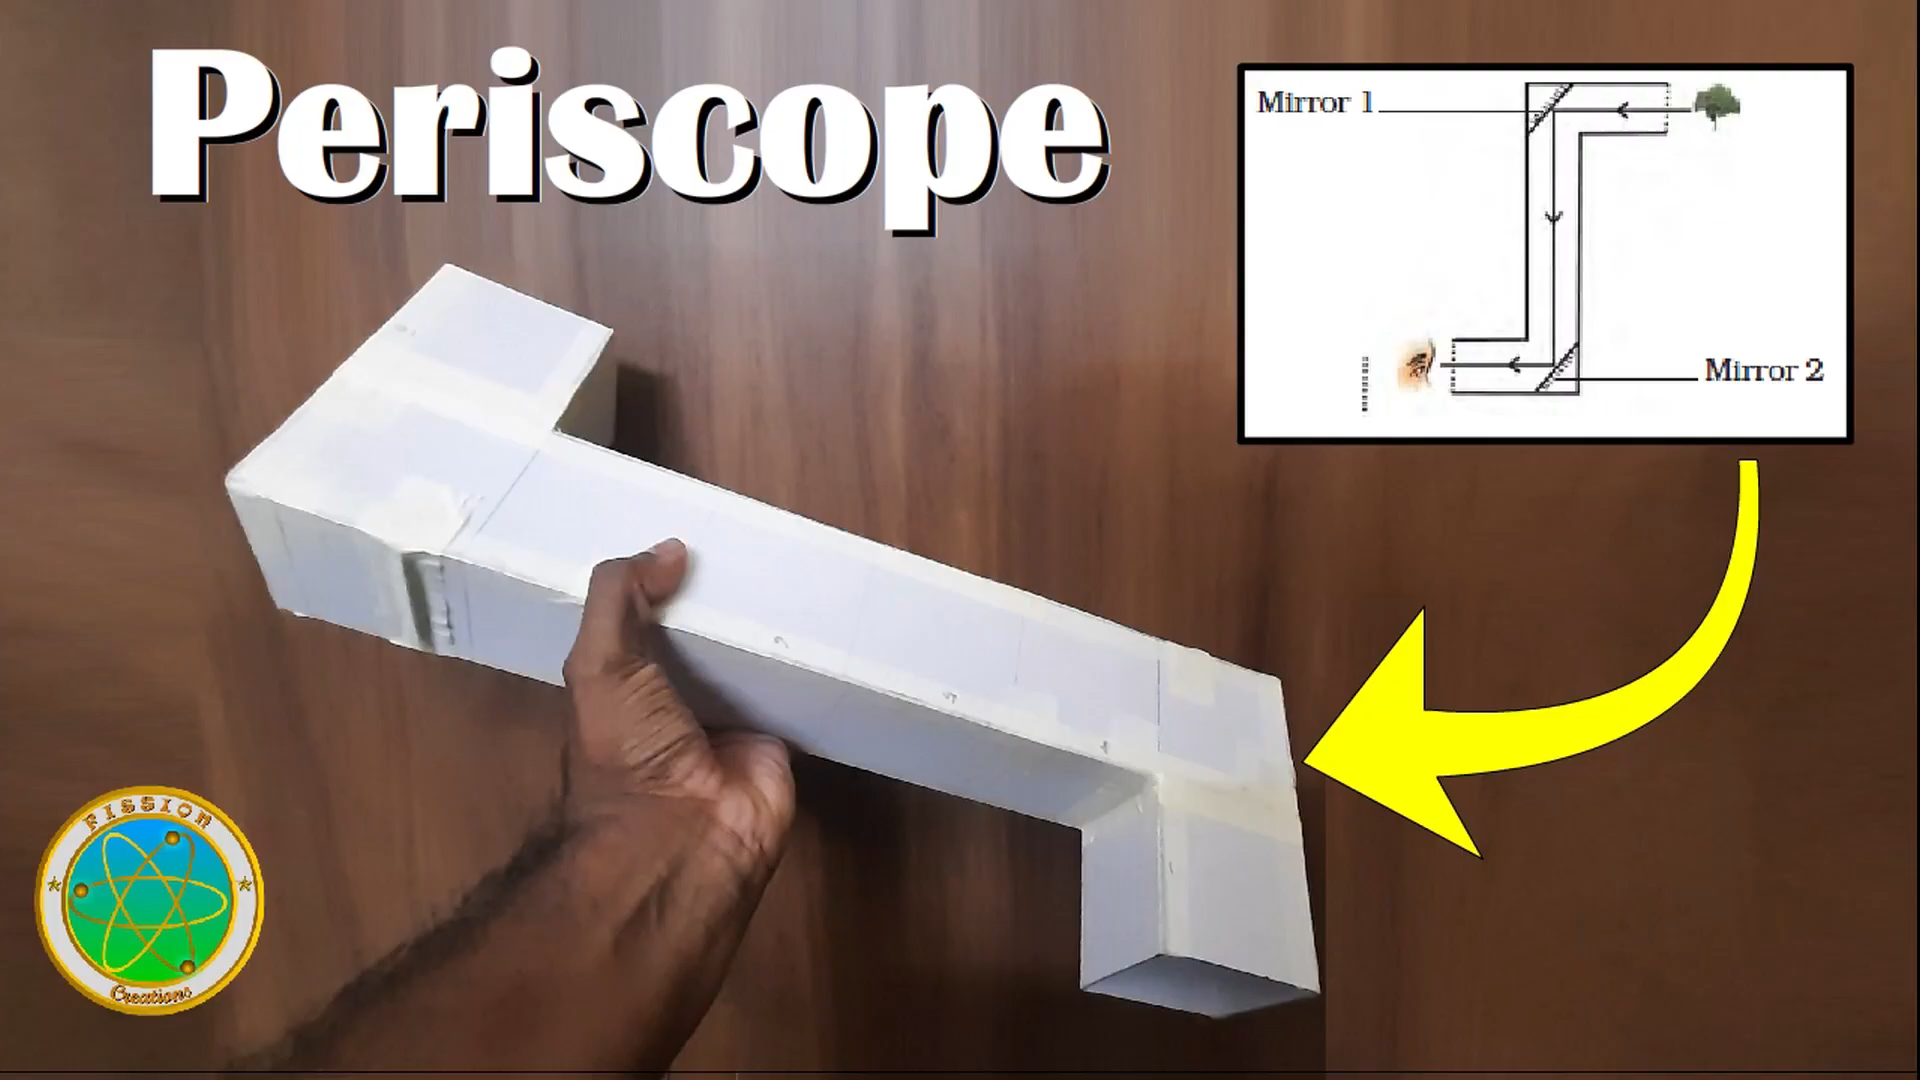 Periscope
Mirror 1
Mirror 2
FISSION
Creations